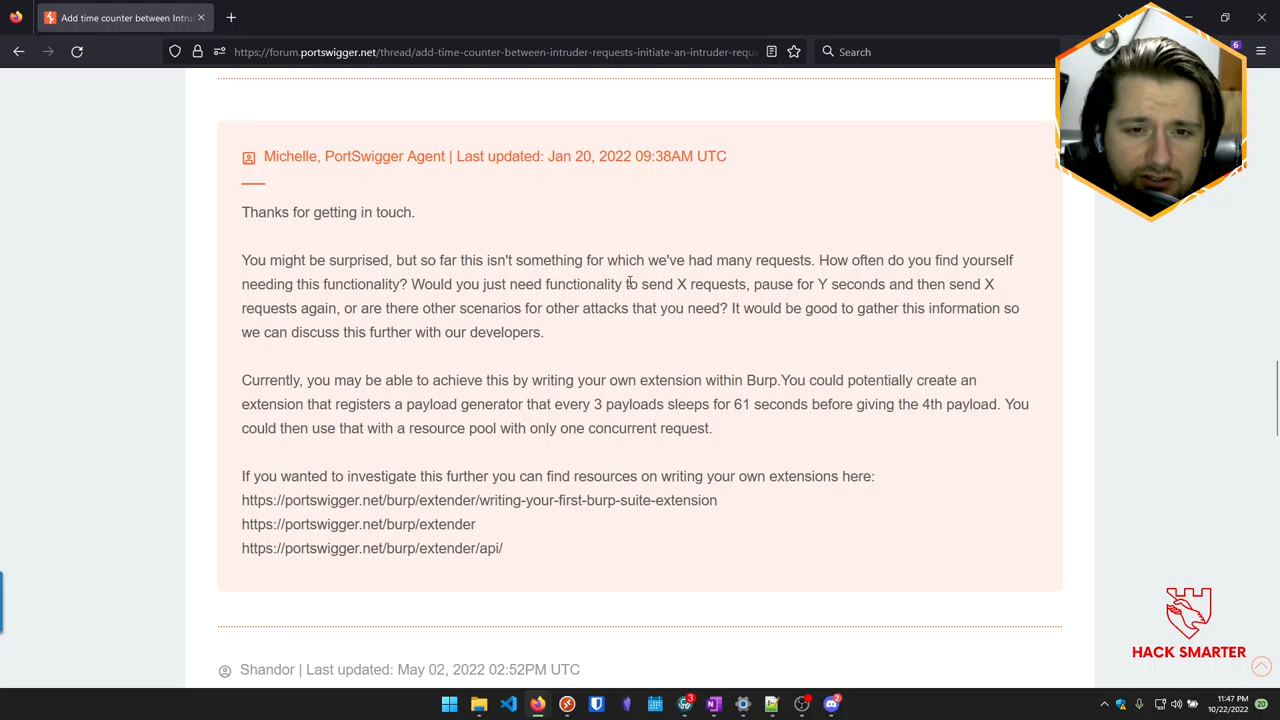 Add time counter between Intru
https://forum.portswigger.net/thread/add-time-counter-between-intruder-requests-initiate-an-intruder-reque
Search
6
Michelle, PortSwigger Agent | Last updated: Jan 20, 2022 09:38AM UTC
Thanks for getting in touch.
You might be surprised, but so far this isn't something for which we've had many requests. How often do you find yourself
needing this functionality? Would you just need functionality to send X requests, pause for Y seconds and then send X
requests again, or are there other scenarios for other attacks that you need? It would be good to gather this information so
we can discuss this further with our developers.
Currently, you may be able to achieve this by writing your own extension within Burp.You could potentially create an
extension that registers a payload generator that every 3 payloads sleeps for 61 seconds before giving the 4th payload. You
could then use that with a resource pool with only one concurrent request.
If you wanted to investigate this further you can find resources on writing your own extensions here:
https://portswigger.net/burp/extender/writing-your-first-burp-suite-extension
https://portswigger.net/burp/extender
https://portswigger.net/burp/extender/api/
HACK SMARTER
Shandor | Last updated: May 02, 2022 02:52PM UTC
3
2
11:47 PM
10/22/2022